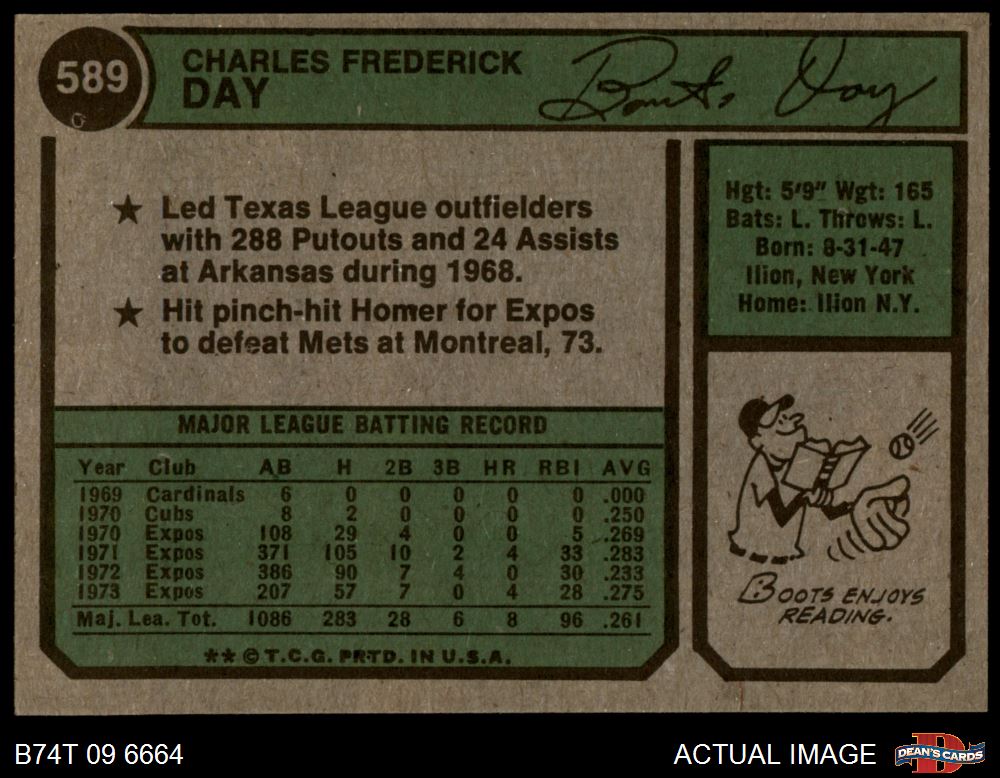 589
CHARLES FREDERICK
DAY
Boots Day
★ Led Texas League outfielders
with 288 Putouts and 24 Assists
at Arkansas during 1968.
★ Hit pinch-hit Homer for Expos
to defeat Mets at Montreal, 73.
Hgt: 5'9" Wgt: 165
Bats: L. Throws: L.
Born: 8-31-47
Ilion, New York
Home: Ilion N.Y.
MAJOR LEAGUE BATTING RECORD
Year Club AB H 2B 3B HR RBI AVG
1969 Cardinals 6 0 0 0 0 0 .000
1970 Cubs 8 2 0 0 0 0 .250
1970 Expos 108 29 4 0 0 5 .269
1971 Expos 371 105 10 2 4 33 .283
1972 Expos 386 90 7 4 0 30 .233
1973 Expos 207 57 7 0 4 28 .275
Maj. Lea. Tot. 1086 283 28 6 8 96 .261
** © T.C.G. PRTD. IN U.S.A.
BOOTS ENJOYS
READING.
B74T 09 6664
ACTUAL IMAGE
DEAN'S CARDS